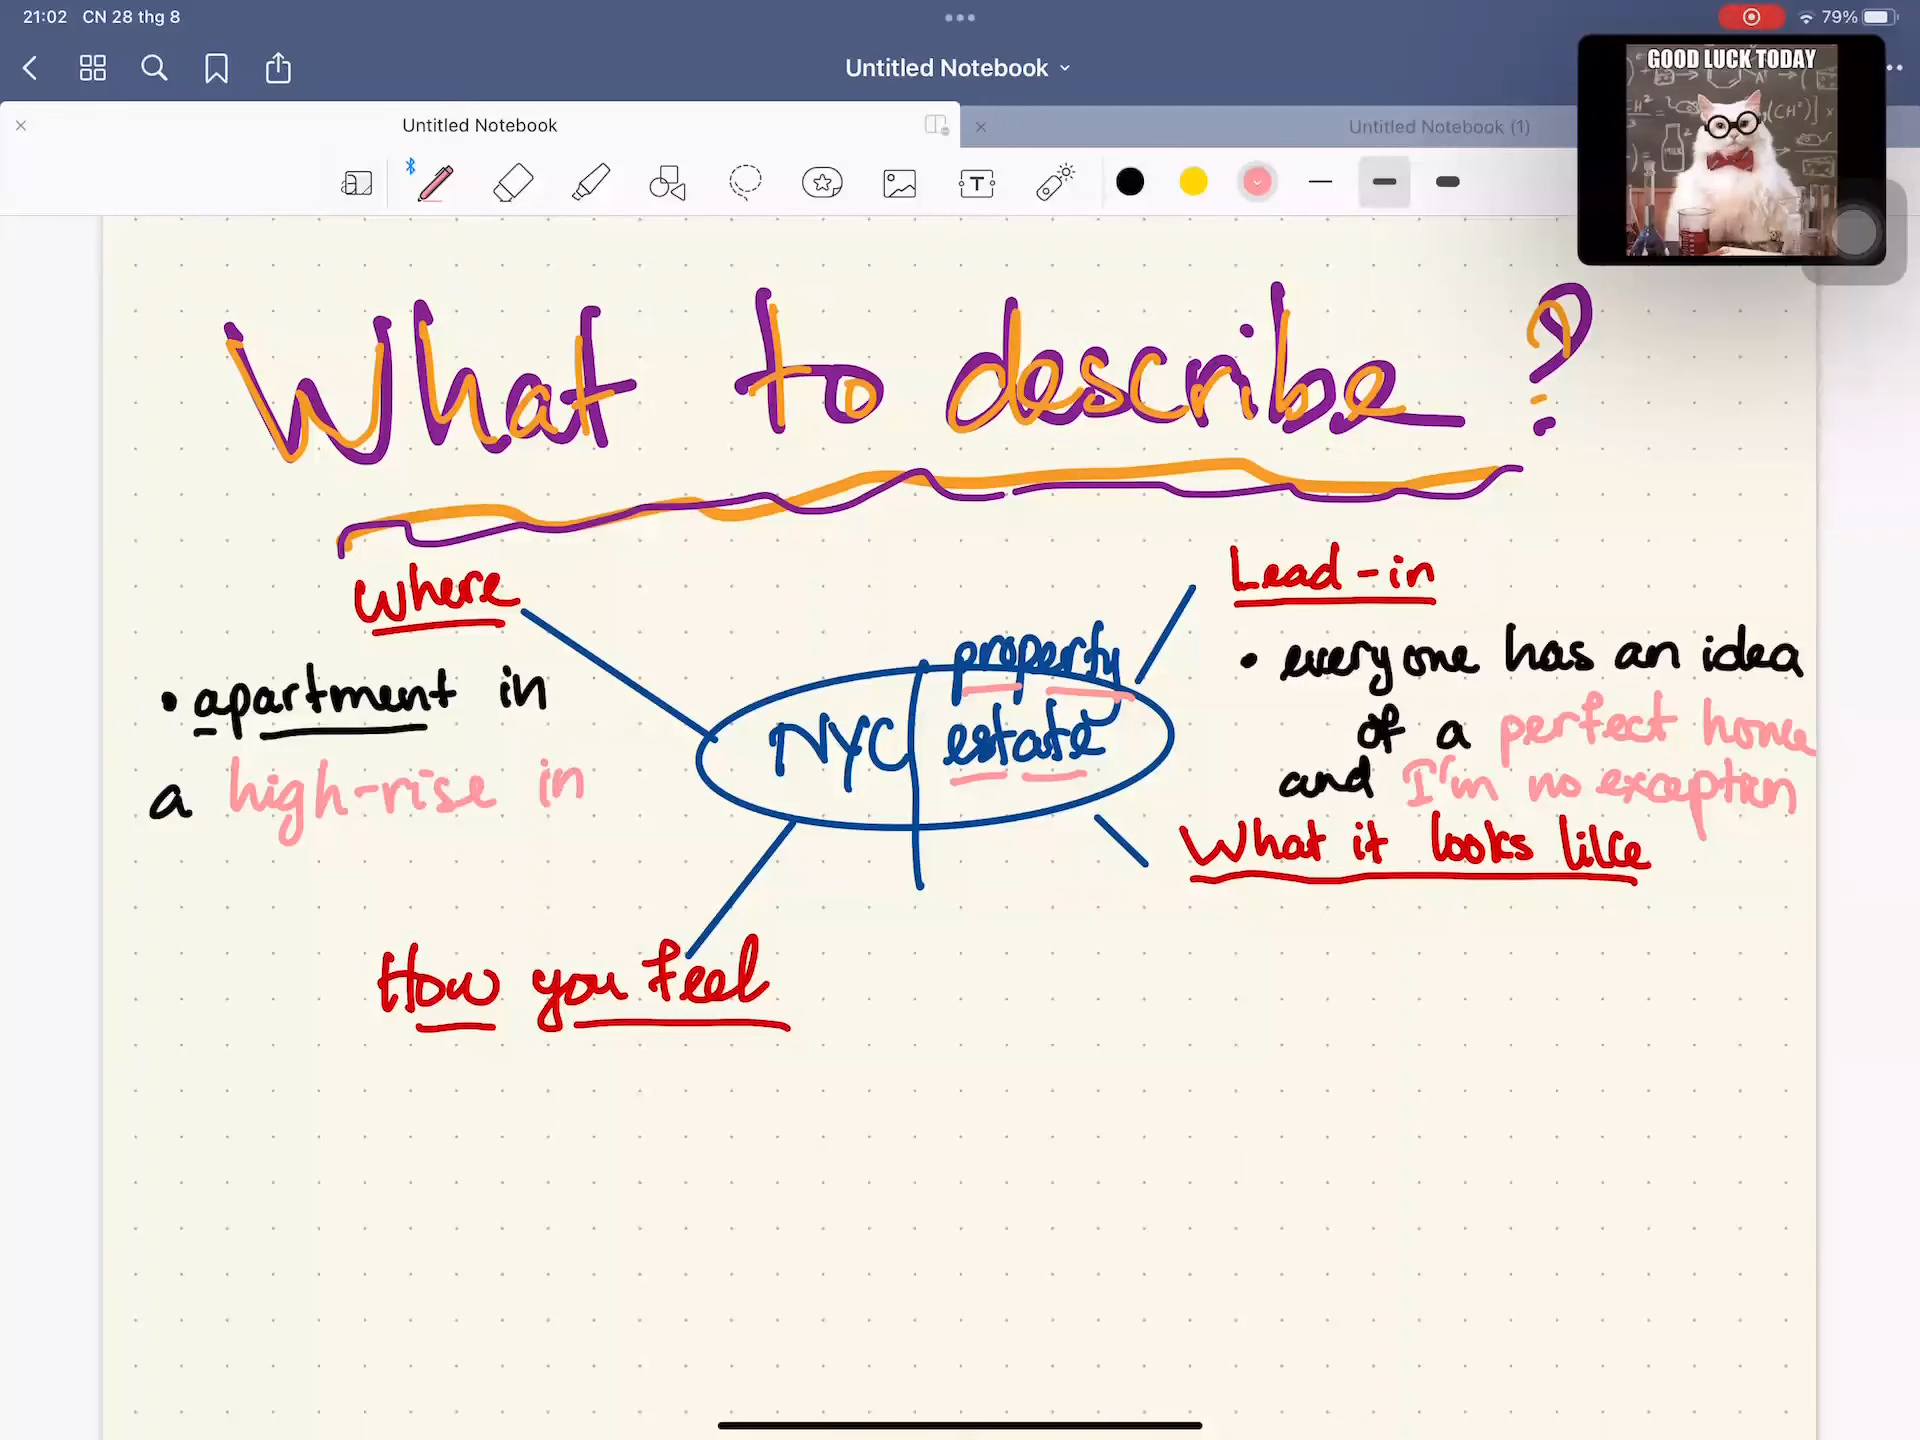 21:02 CN 28 thg 8
79%
Untitled Notebook
Untitled Notebook
Untitled Notebook (1)
GOOD LUCK TODAY
T
What to describe?
Where
Lead-in
• apartment in
a high-rise in
property
NYC estate
• everyone has an idea
of a perfect home
and I'm no exception
What it looks like
How you feel